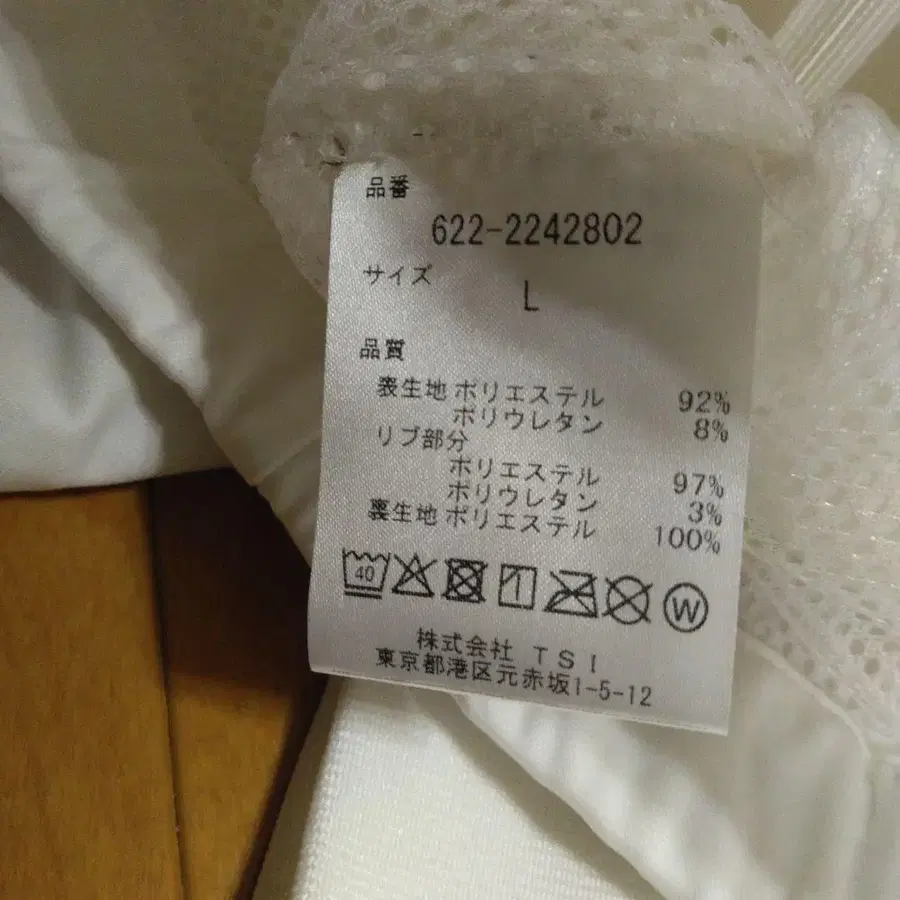 品番
622-2242802
サイズ
L
品質
表生地 ポリエステル 92%
ポリウレタン 8%
リブ部分
ポリエステル 97%
ポリウレタン 3%
裏生地 ポリエステル 100%
40
W
株式会社 TSI
東京都港区元赤坂1-5-12